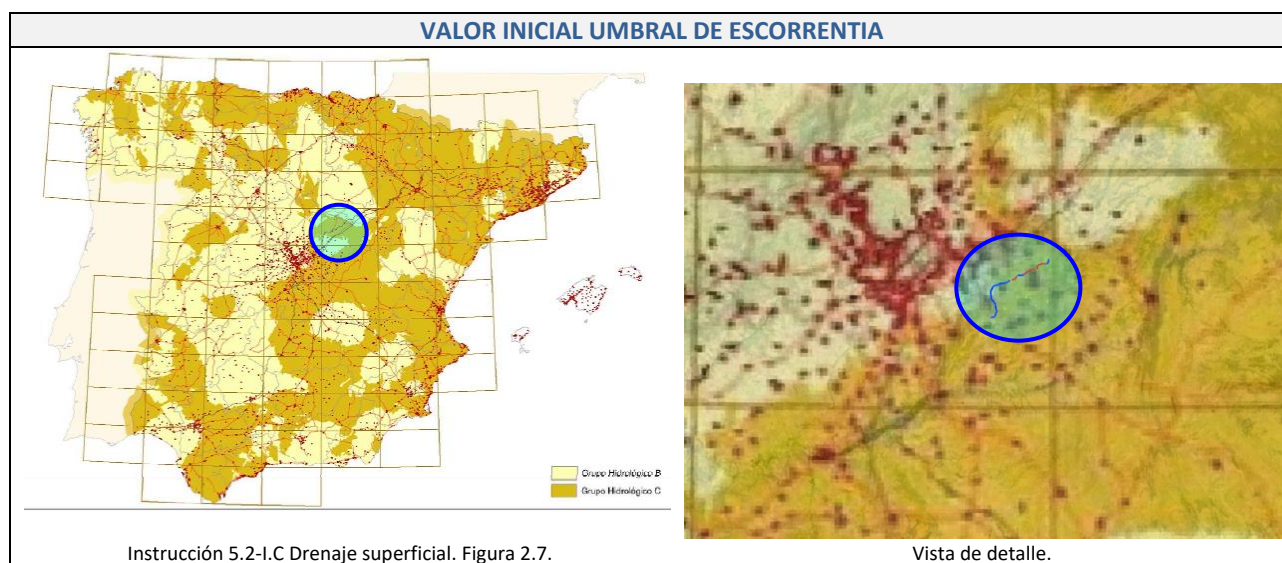 VALOR INICIAL UMBRAL DE ESCORRENTIA
Grupo Hidrológico B
Grupo Hidrológico C
Instrucción 5.2-I.C Drenaje superficial. Figura 2.7.
Vista de detalle.